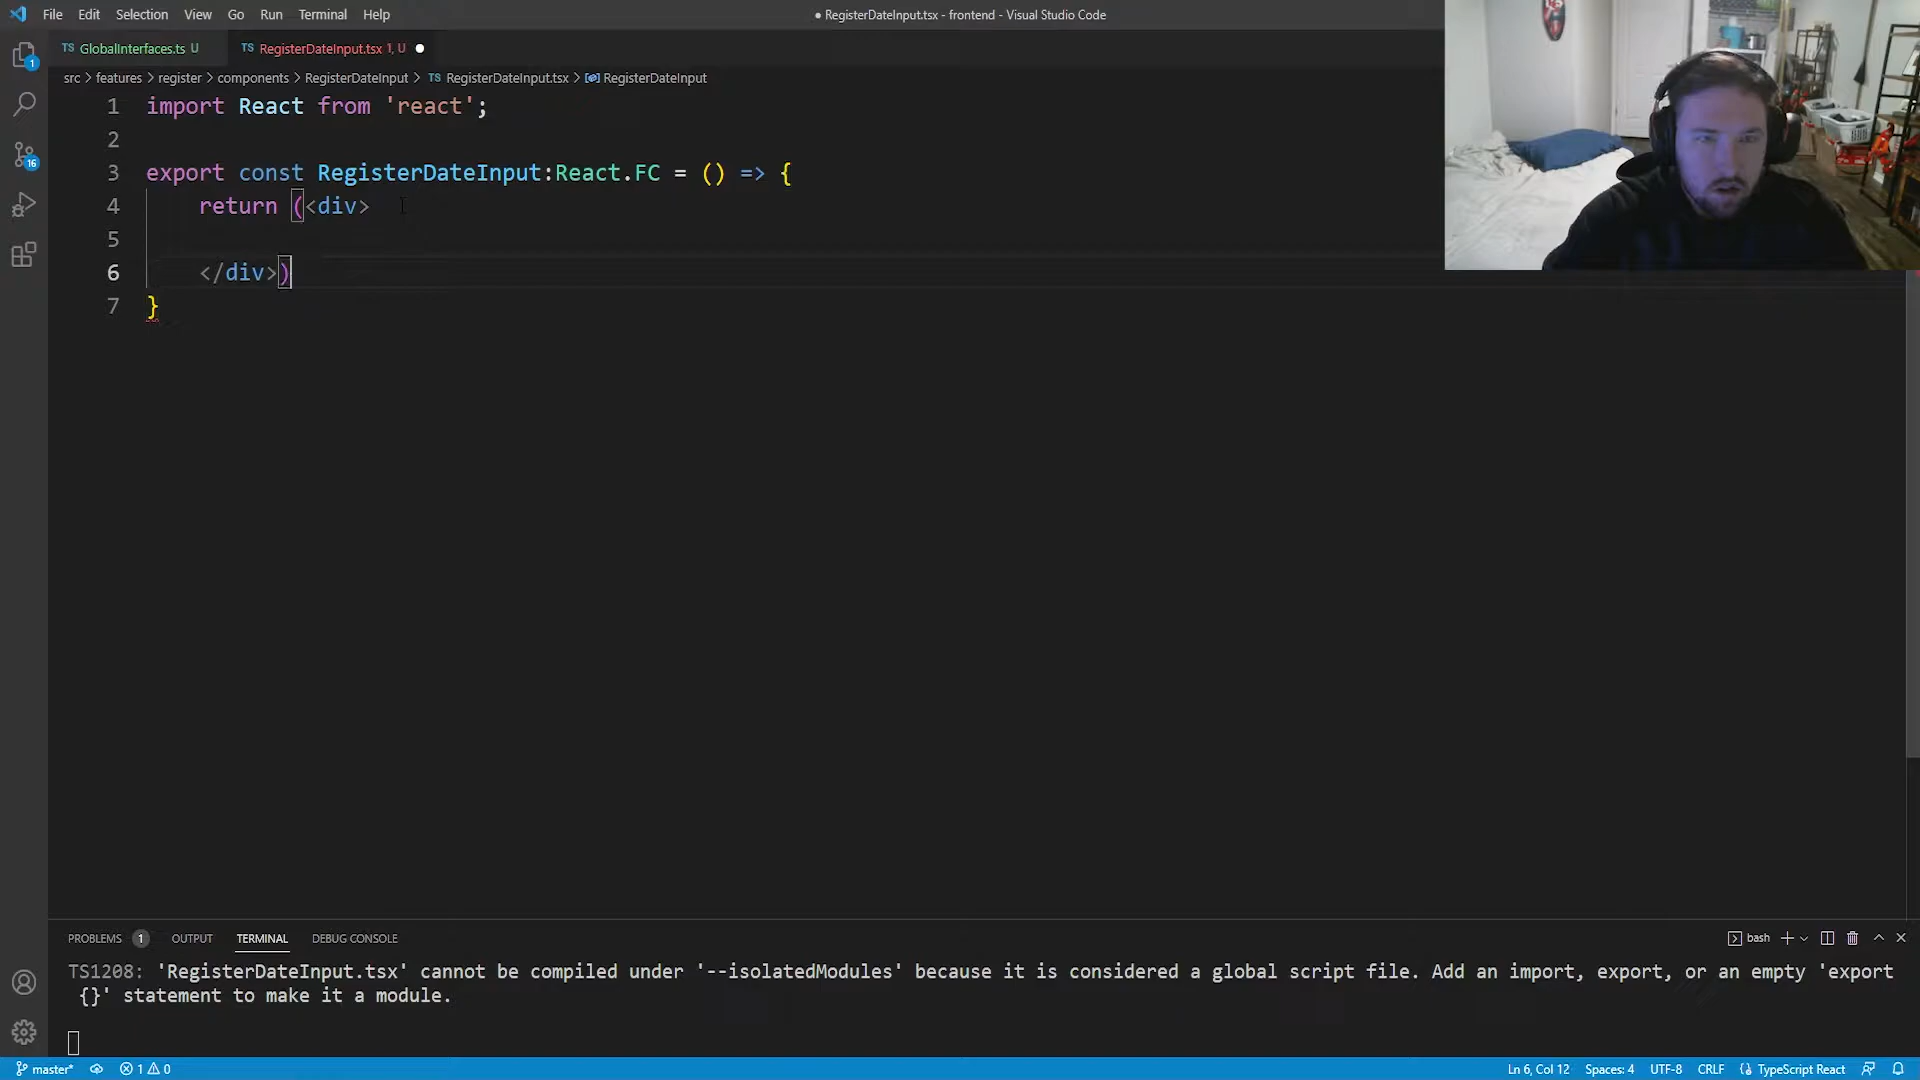 File Edit Selection View Go Run Terminal Help
● RegisterDateInput.tsx - frontend - Visual Studio Code
TS GlobalInterfaces.ts U
TS RegisterDateInput.tsx 1, U ●
src > features > register > components > RegisterDateInput > TS RegisterDateInput.tsx > RegisterDateInput
1 import React from 'react';
2
3 export const RegisterDateInput:React.FC = () => {
4 return (<div>
5
6 </div>)
7 }
1
16
PROBLEMS 1 OUTPUT TERMINAL DEBUG CONSOLE
bash
TS1208: 'RegisterDateInput.tsx' cannot be compiled under '--isolatedModules' because it is considered a global script file. Add an import, export, or an empty 'export
{}' statement to make it a module.
master* 1 0
Ln 6, Col 12 Spaces: 4 UTF-8 CRLF TypeScript React